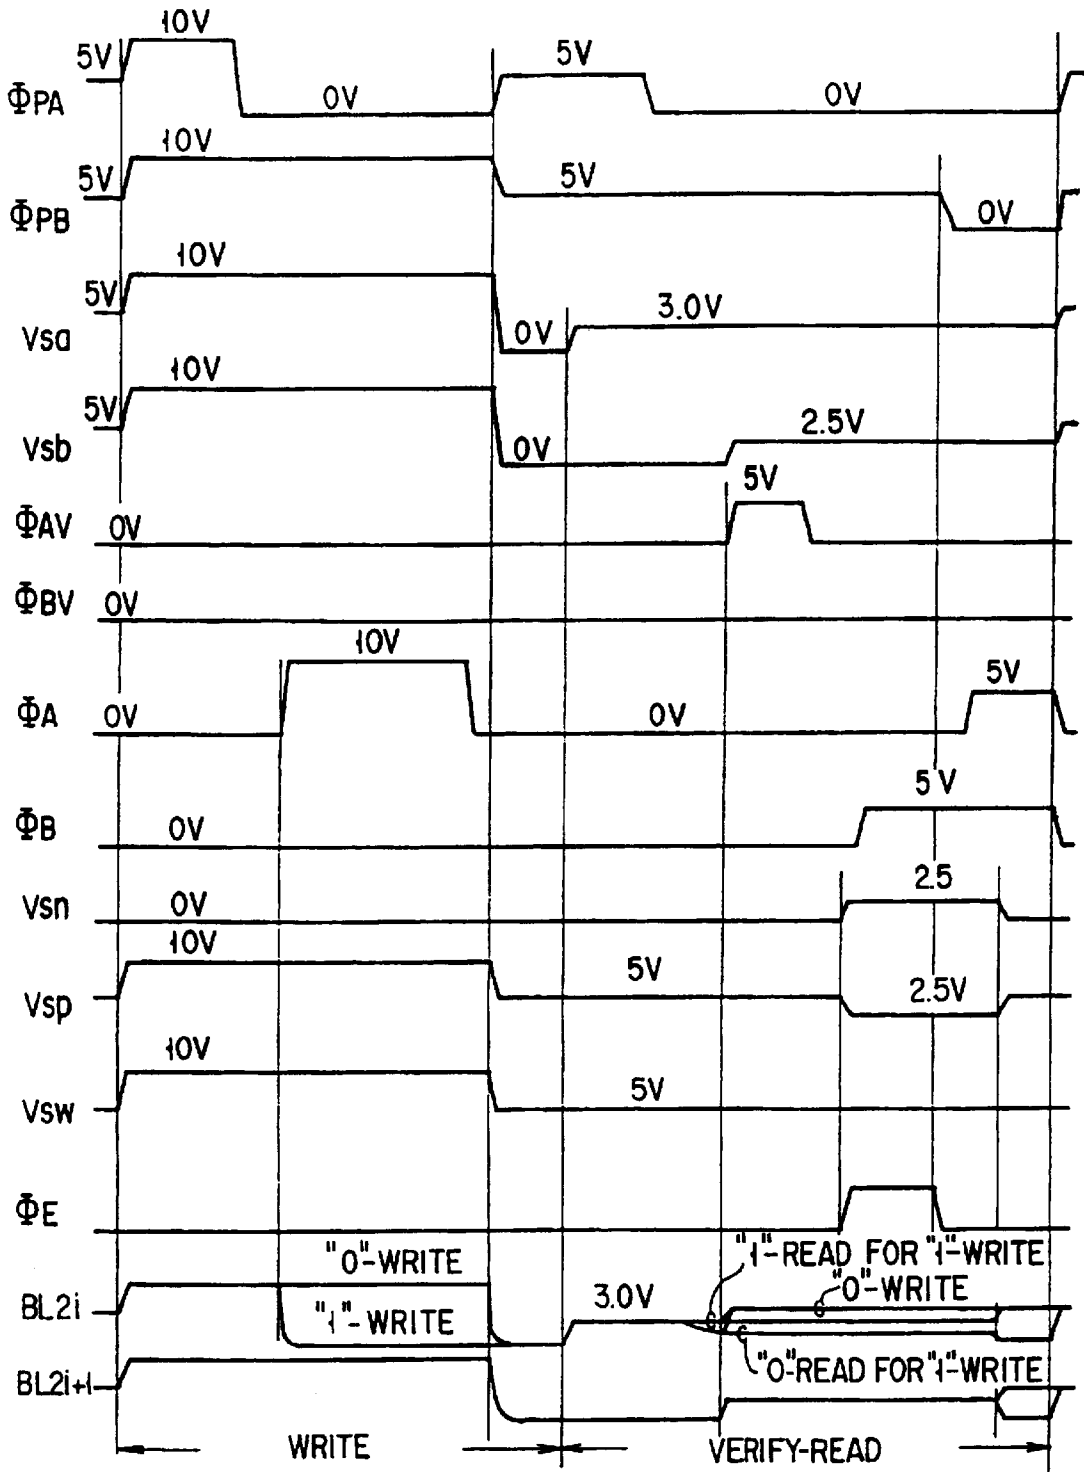 10V
5V 5V
ΦPA 0V 0V
10V
5V 5V
ΦPB 0V
10V
5V 3.0V
Vsa 0V
10V
5V 2.5V
Vsb 0V
5V
ΦAV 0V
ΦBV 0V
10V
5V
ΦA 0V 0V
5V
ΦB 0V
2.5
Vsn 0V
10V
Vsp 5V 2.5V
10V
Vsw 5V
ΦE
"1"-READ FOR "1"-WRITE
"0"-WRITE "0"-WRITE
BL2i 3.0V
"1"-WRITE
"0"-READ FOR "1"-WRITE
BL2i+1
WRITE VERIFY-READ